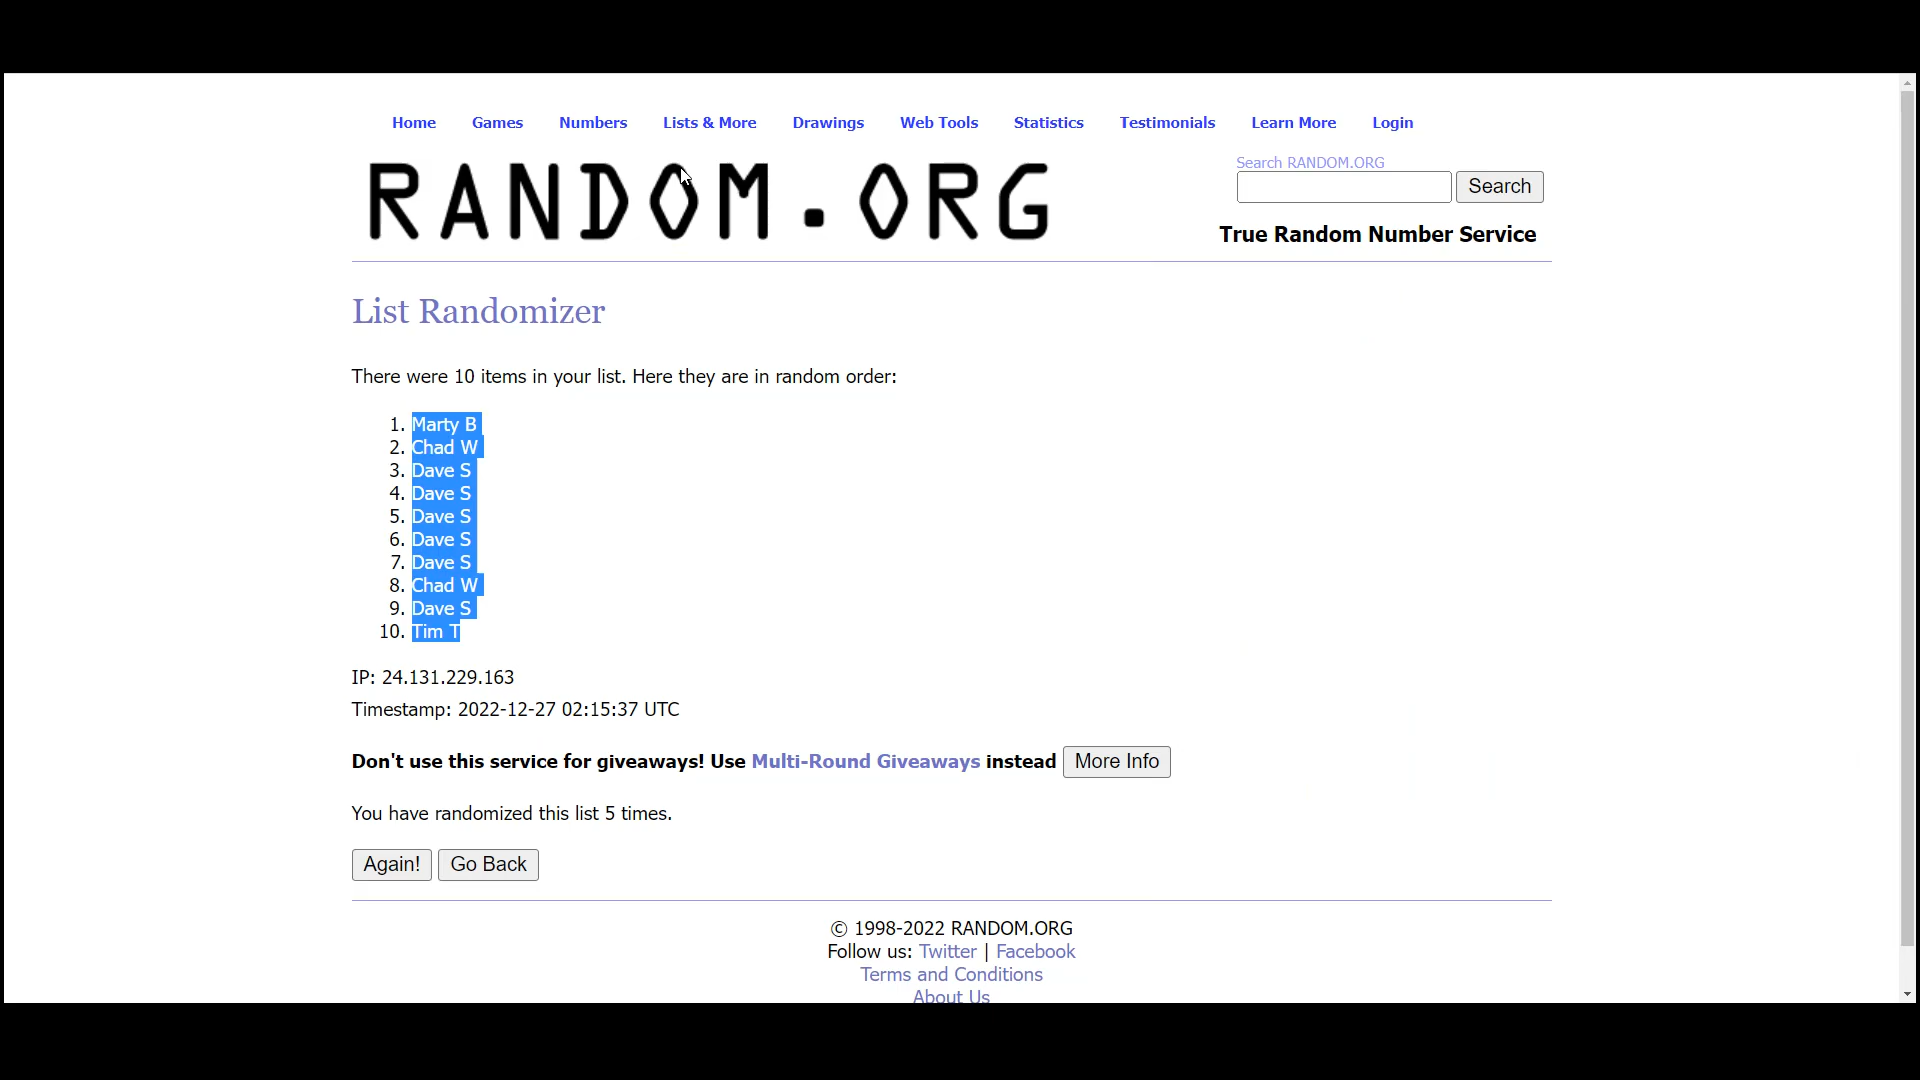 Home Games Numbers Lists & More Drawings Web Tools Statistics Testimonials Learn More Login
RANDOM.ORG
Search RANDOM.ORG
Search
True Random Number Service
List Randomizer
There were 10 items in your list. Here they are in random order:
1. Marty B
2. Chad W
3. Dave S
4. Dave S
5. Dave S
6. Dave S
7. Dave S
8. Chad W
9. Dave S
10. Tim T
IP: 24.131.229.163
Timestamp: 2022-12-27 02:15:37 UTC
Don't use this service for giveaways! Use Multi-Round Giveaways instead More Info
You have randomized this list 5 times.
Again! Go Back
© 1998-2022 RANDOM.ORG
Follow us: Twitter | Facebook
Terms and Conditions
About Us